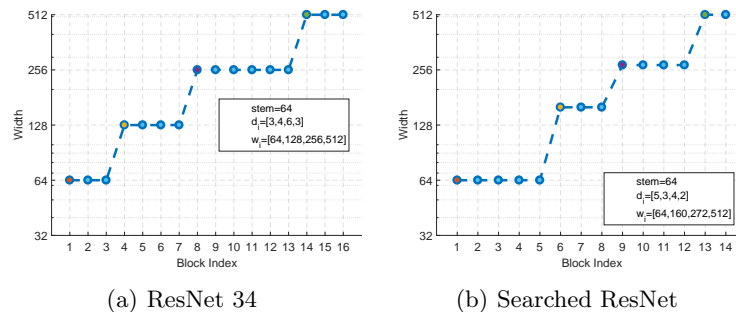 512
256
128
64
32
Width
stem=64
d_i=[3,4,6,3]
w_i=[64,128,256,512]
1 2 3 4 5 6 7 8 9 10 11 12 13 14 15 16
Block Index
(a) ResNet 34
512
256
128
64
32
Width
stem=64
d_i=[5,3,4,2]
w_i=[64,160,272,512]
1 2 3 4 5 6 7 8 9 10 11 12 13 14
Block Index
(b) Searched ResNet